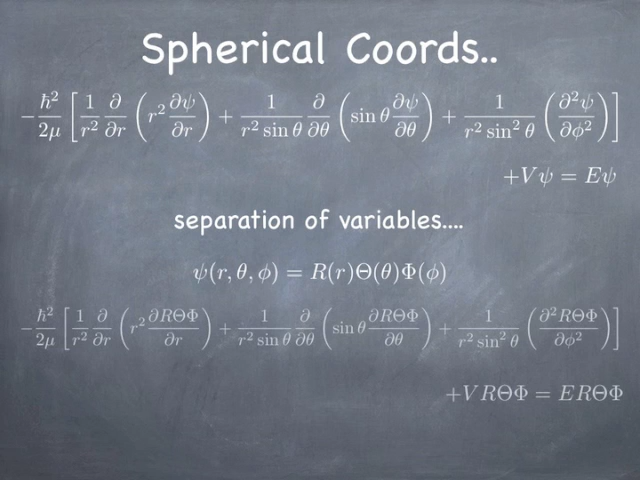 Spherical Coords..
−ℏ²/2μ [1/r² ∂/∂r (r² ∂ψ/∂r) + 1/(r² sin θ) ∂/∂θ (sin θ ∂ψ/∂θ) + 1/(r² sin² θ) (∂²ψ/∂ϕ²)]
+Vψ = Eψ
separation of variables....
ψ(r, θ, ϕ) = R(r)Θ(θ)Φ(ϕ)
−ℏ²/2μ [1/r² ∂/∂r (r² ∂RΘΦ/∂r) + 1/(r² sin θ) ∂/∂θ (sin θ ∂RΘΦ/∂θ) + 1/(r² sin² θ) (∂²RΘΦ/∂ϕ²)]
+VRΘΦ = ERΘΦ